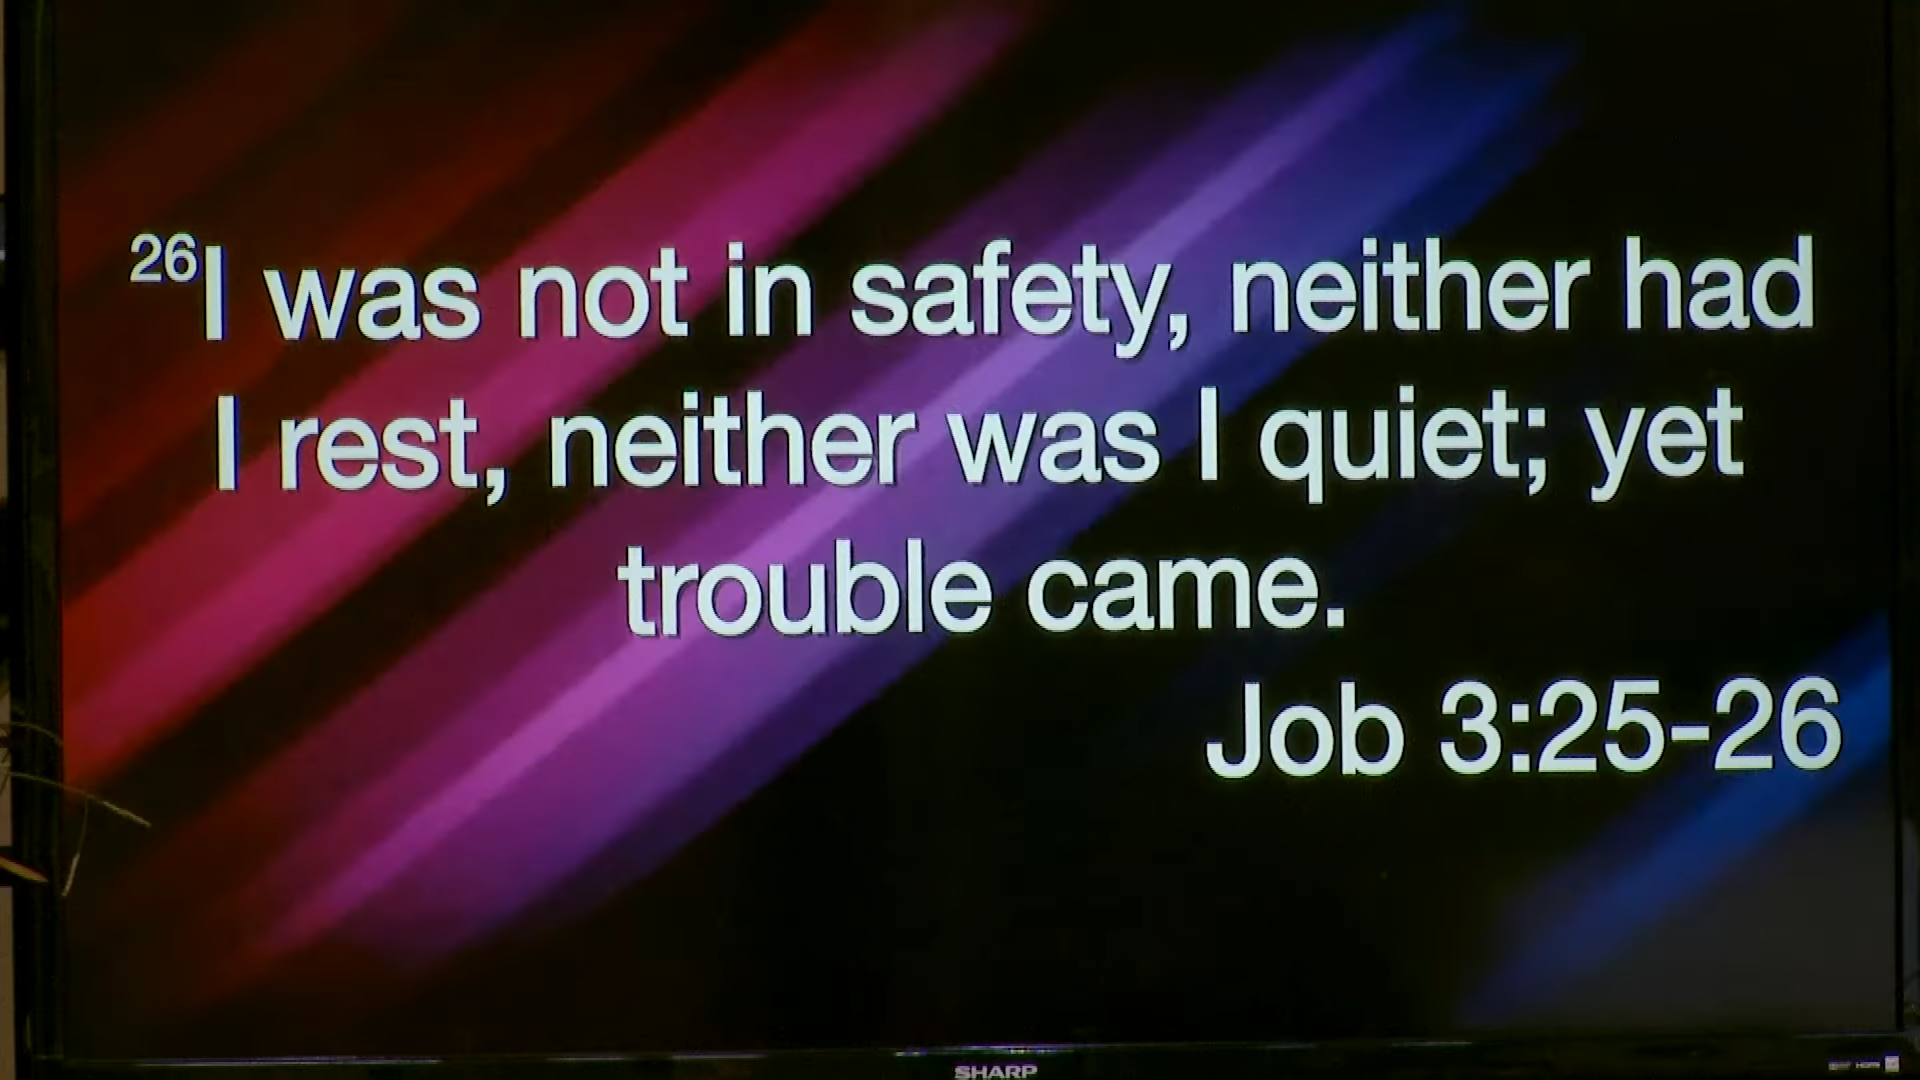 26I was not in safety, neither had
I rest, neither was I quiet; yet
trouble came.
Job 3:25-26
SHARP